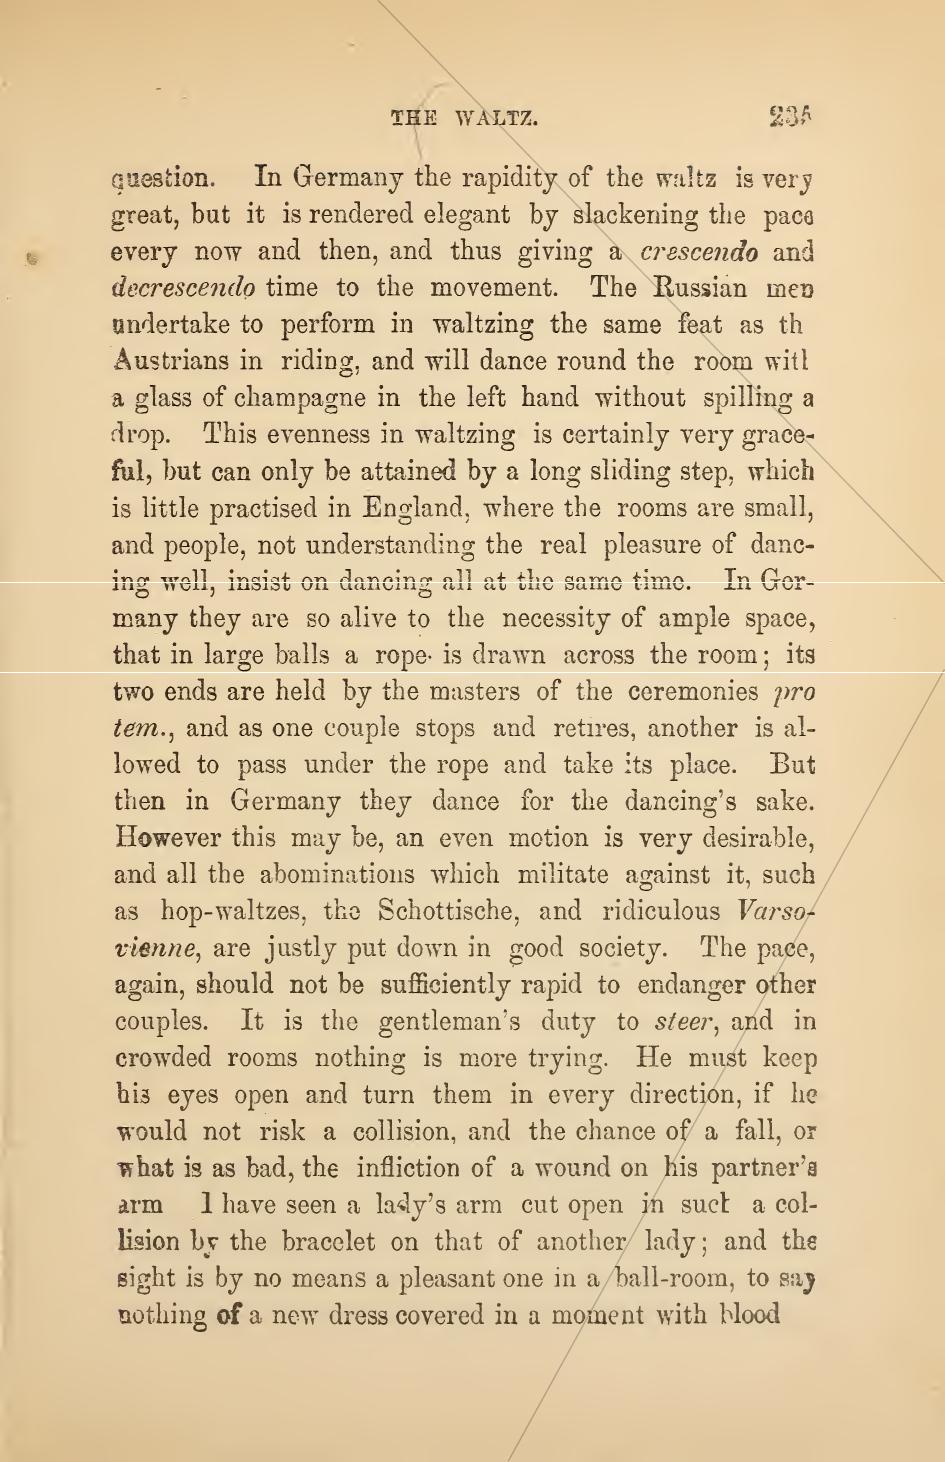 THE WALTZ. 235
question. In Germany the rapidity of the waltz is very
great, but it is rendered elegant by slackening the pace
every now and then, and thus giving a crescendo and
decrescendo time to the movement. The Russian men
undertake to perform in waltzing the same feat as th
Austrians in riding, and will dance round the room with
a glass of champagne in the left hand without spilling a
drop. This evenness in waltzing is certainly very grace-
ful, but can only be attained by a long sliding step, which
is little practised in England, where the rooms are small,
and people, not understanding the real pleasure of danc-
ing well, insist on dancing all at the same time. In Ger-
many they are so alive to the necessity of ample space,
that in large balls a rope is drawn across the room; its
two ends are held by the masters of the ceremonies pro
tem., and as one couple stops and retires, another is al-
lowed to pass under the rope and take its place. But
then in Germany they dance for the dancing's sake.
However this may be, an even motion is very desirable,
and all the abominations which militate against it, such
as hop-waltzes, the Schottische, and ridiculous Varso-
vienne, are justly put down in good society. The pace,
again, should not be sufficiently rapid to endanger other
couples. It is the gentleman's duty to steer, and in
crowded rooms nothing is more trying. He must keep
his eyes open and turn them in every direction, if he
would not risk a collision, and the chance of a fall, or
what is as bad, the infliction of a wound on his partner's
arm I have seen a lady's arm cut open in such a col-
lision by the bracelet on that of another lady; and the
sight is by no means a pleasant one in a ball-room, to say
nothing of a new dress covered in a moment with blood